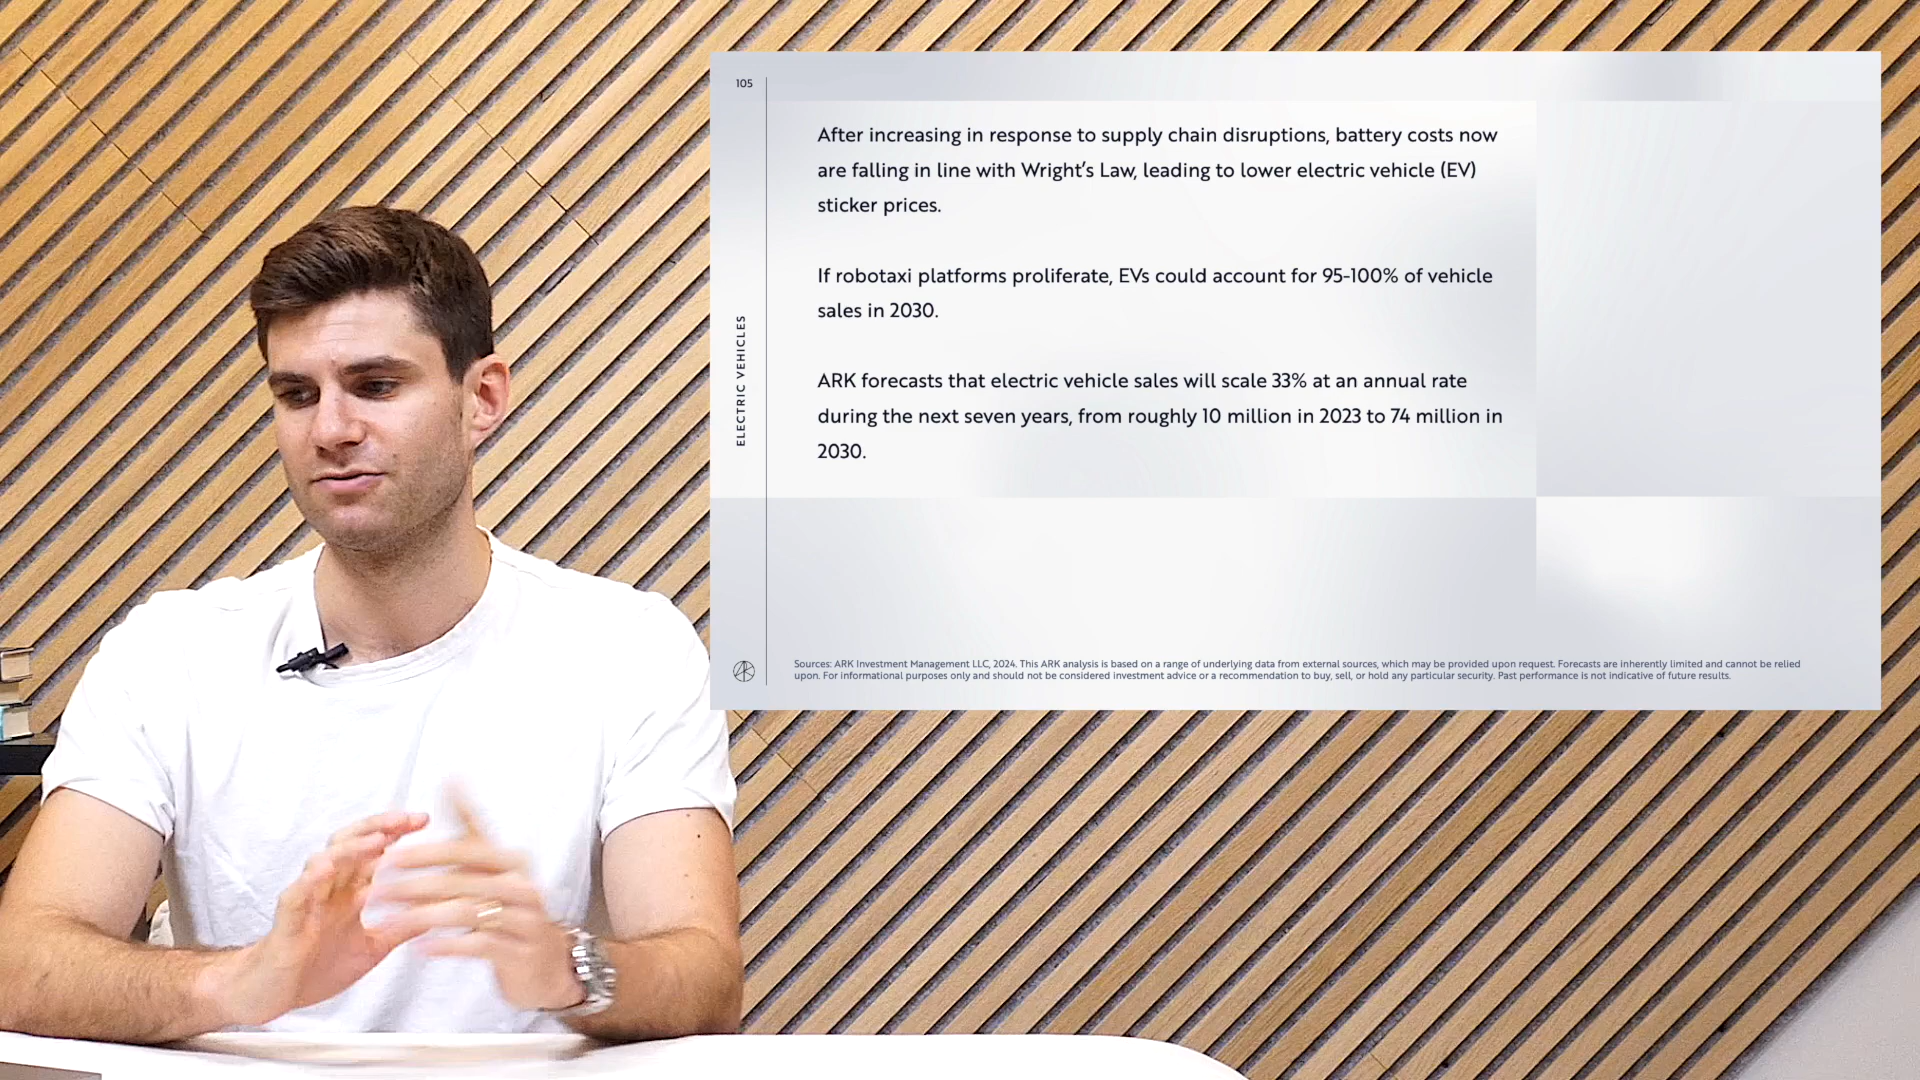 105
After increasing in response to supply chain disruptions, battery costs now
are falling in line with Wright's Law, leading to lower electric vehicle (EV)
sticker prices.
If robotaxi platforms proliferate, EVs could account for 95-100% of vehicle
sales in 2030.
ARK forecasts that electric vehicle sales will scale 33% at an annual rate
during the next seven years, from roughly 10 million in 2023 to 74 million in
2030.
ELECTRIC VEHICLES
Sources: ARK Investment Management LLC, 2024. This ARK analysis is based on a range of underlying data from external sources, which may be provided upon request. Forecasts are inherently limited and cannot be relied
upon. For informational purposes only and should not be considered investment advice or a recommendation to buy, sell, or hold any particular security. Past performance is not indicative of future results.